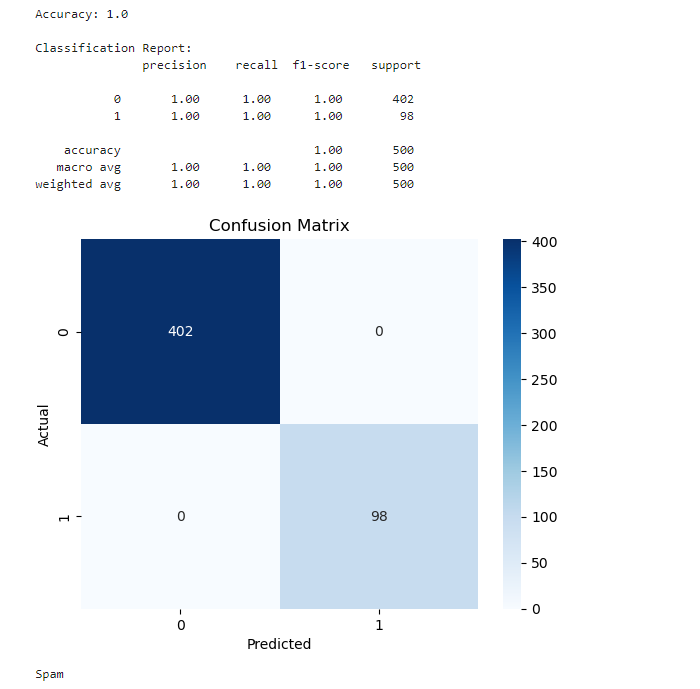 Accuracy: 1.0
Classification Report:
precision recall f1-score support
0 1.00 1.00 1.00 402
1 1.00 1.00 1.00 98
accuracy 1.00 500
macro avg 1.00 1.00 1.00 500
weighted avg 1.00 1.00 1.00 500
Confusion Matrix
400
350
300
250
200
150
100
50
0
Actual
0
1
402 0
0 98
0 1
Predicted
Spam